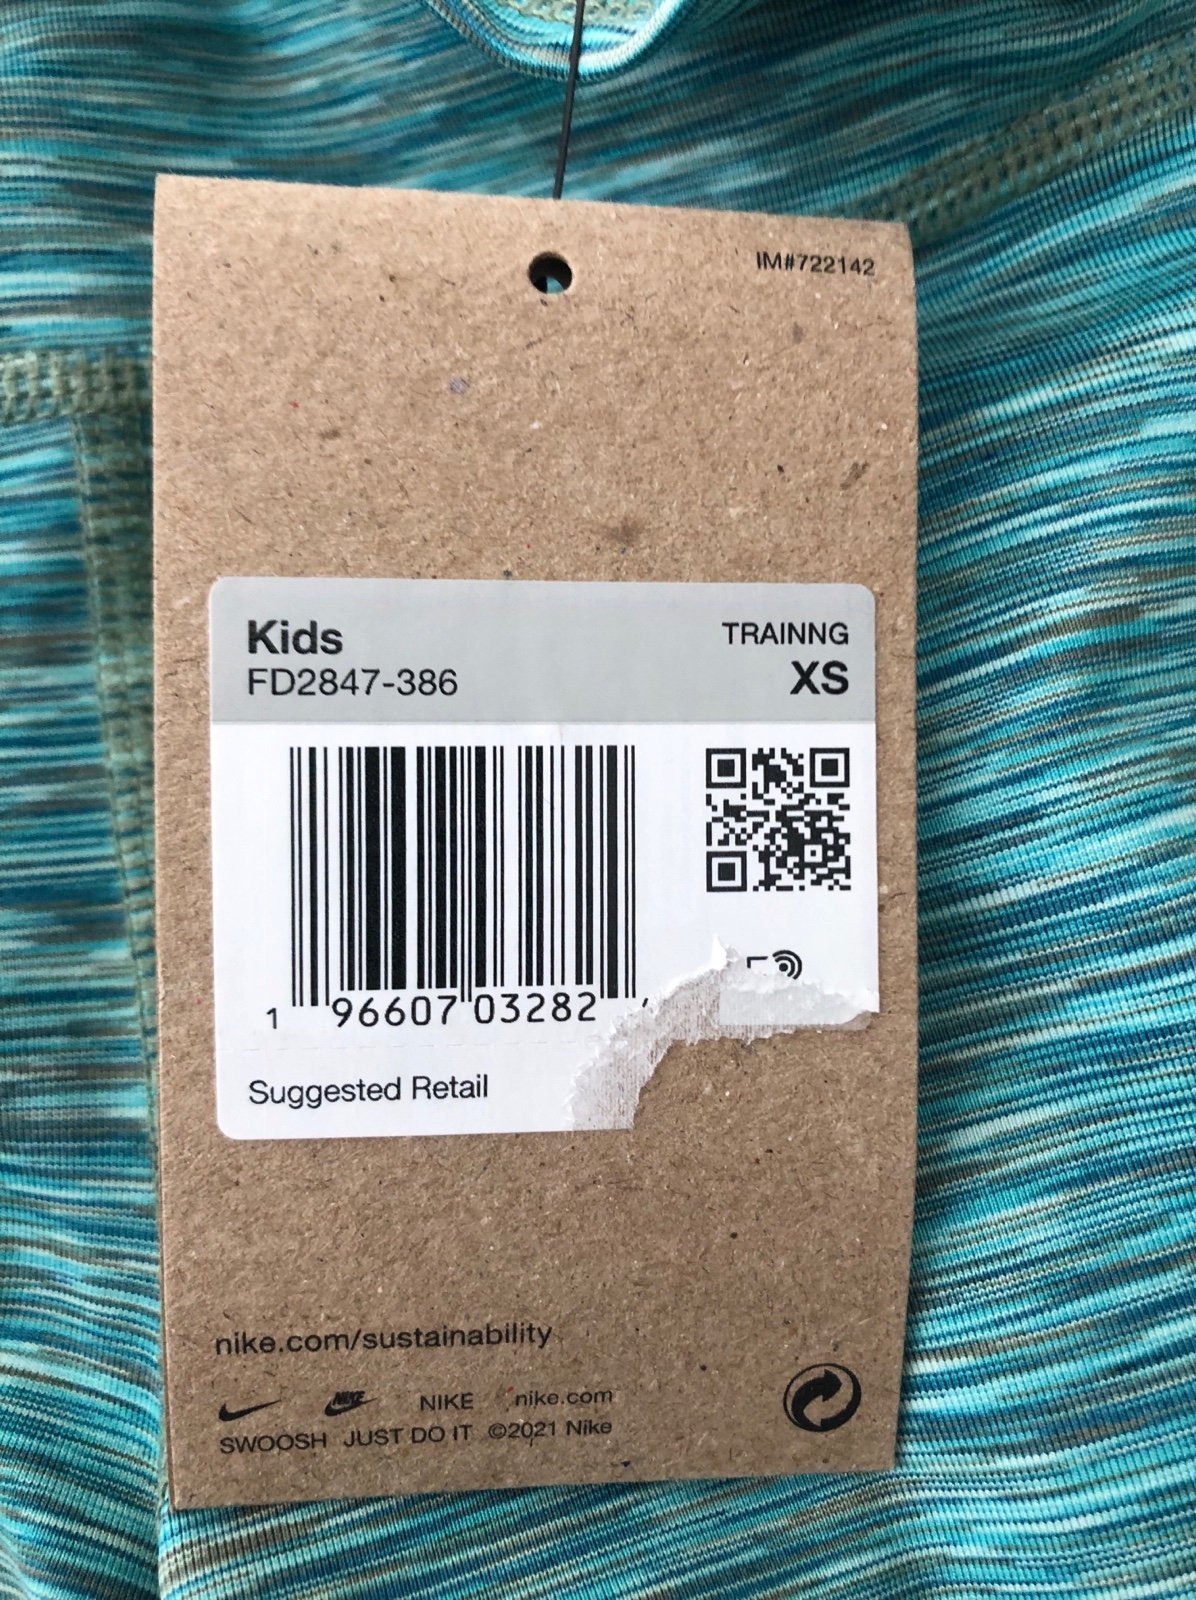 IM#722142
Kids
TRAINNG
FD2847-386
XS
1 96607 03282
Suggested Retail
nike.com/sustainability
NIKE NIKE nike.com
SWOOSH JUST DO IT ©2021 Nike